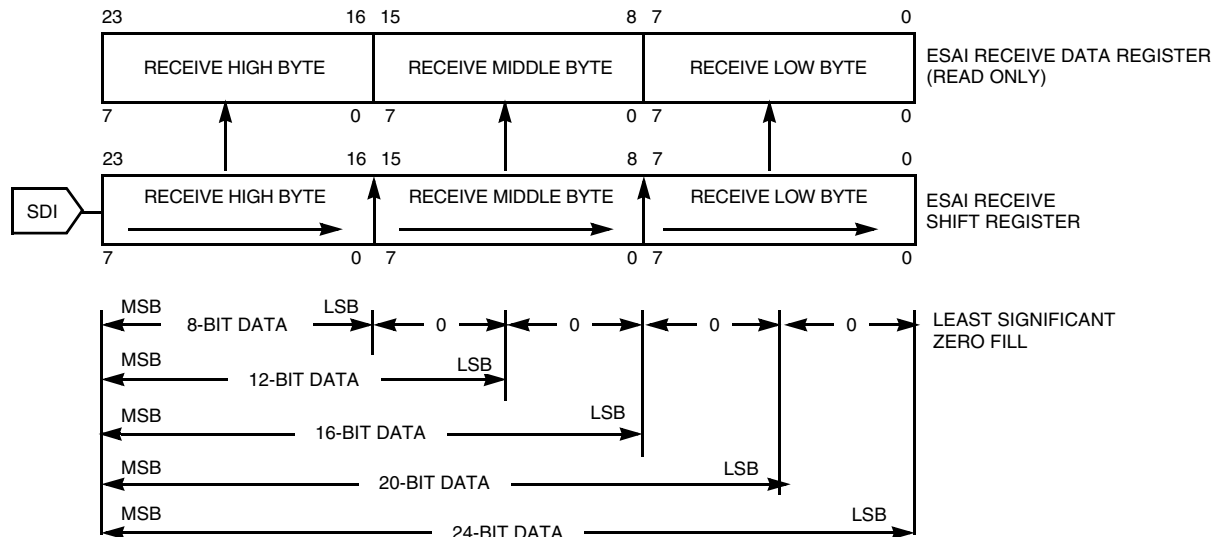 23 16 15 8 7 0
RECEIVE HIGH BYTE RECEIVE MIDDLE BYTE RECEIVE LOW BYTE
ESAI RECEIVE DATA REGISTER
(READ ONLY)
7 0 7 0 7 0
23 16 15 8 7 0
SDI
RECEIVE HIGH BYTE RECEIVE MIDDLE BYTE RECEIVE LOW BYTE
ESAI RECEIVE
SHIFT REGISTER
7 0 7 0 7 0
MSB LSB
8-BIT DATA 0 0 0 0
LEAST SIGNIFICANT
ZERO FILL
MSB LSB
12-BIT DATA
MSB LSB
16-BIT DATA
MSB LSB
20-BIT DATA
MSB LSB
24-BIT DATA